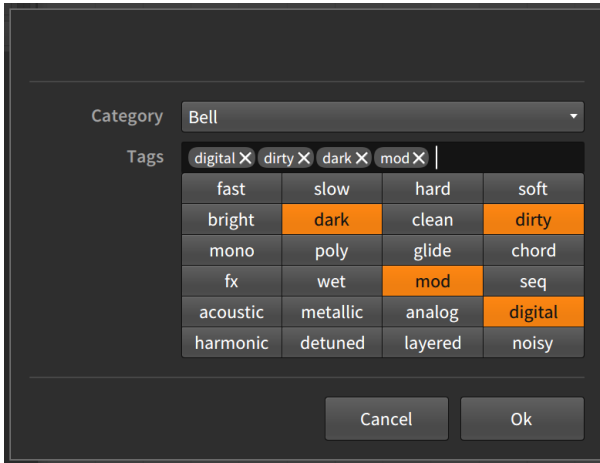 Category Bell
Tags digital X dirty X dark X mod X
fast slow hard soft
bright dark clean dirty
mono poly glide chord
fx wet mod seq
acoustic metallic analog digital
harmonic detuned layered noisy
Cancel Ok